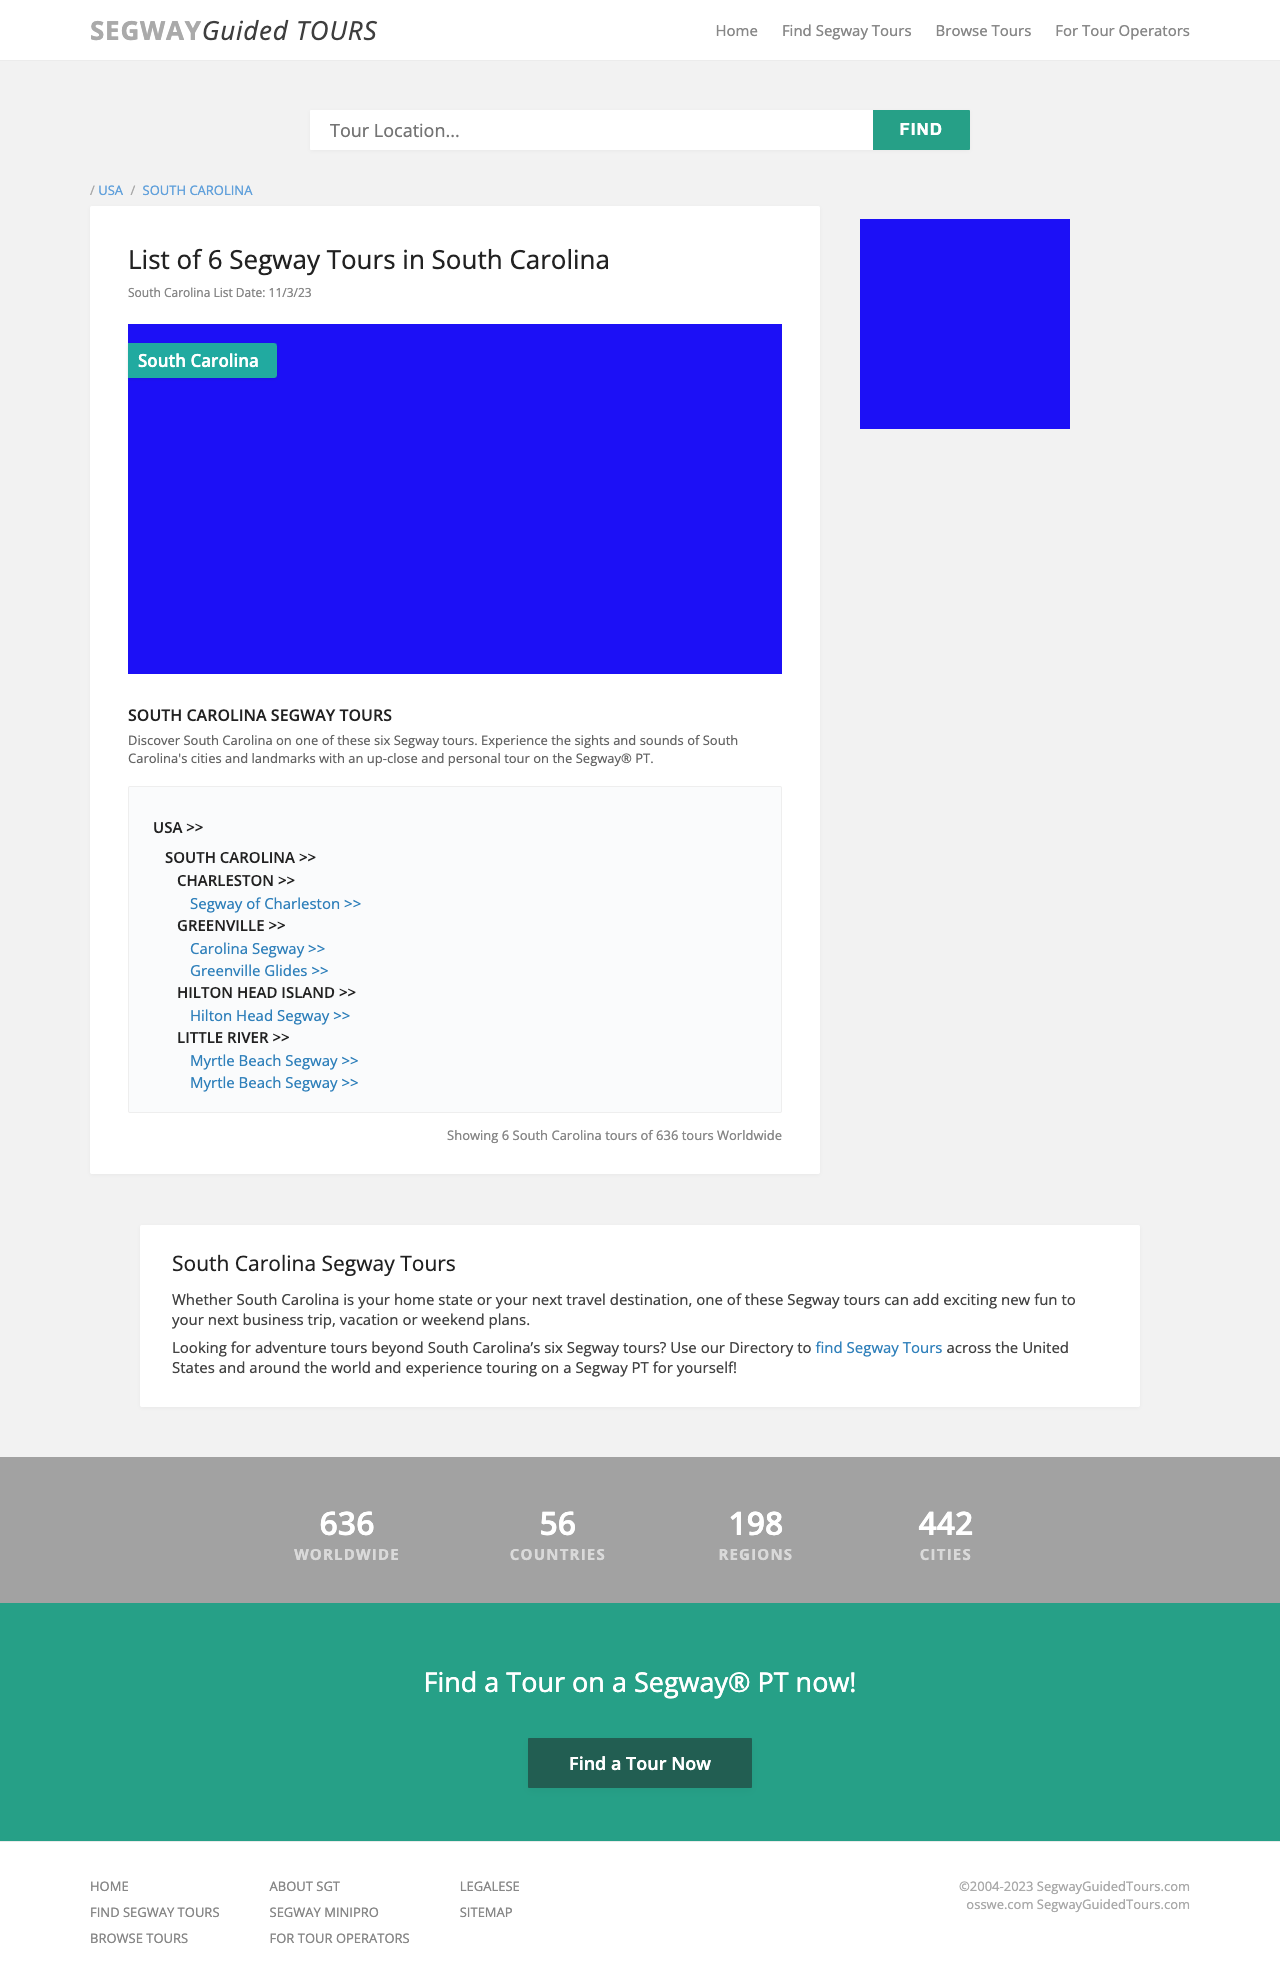 SEGWAYGuided TOURS
Home Find Segway Tours Browse Tours For Tour Operators
Tour Location...
FIND
/ USA / SOUTH CAROLINA
List of 6 Segway Tours in South Carolina
South Carolina List Date: 11/3/23
South Carolina
SOUTH CAROLINA SEGWAY TOURS
Discover South Carolina on one of these six Segway tours. Experience the sights and sounds of South
Carolina's cities and landmarks with an up-close and personal tour on the Segway® PT.
USA >>
SOUTH CAROLINA >>
CHARLESTON >>
Segway of Charleston >>
GREENVILLE >>
Carolina Segway >>
Greenville Glides >>
HILTON HEAD ISLAND >>
Hilton Head Segway >>
LITTLE RIVER >>
Myrtle Beach Segway >>
Myrtle Beach Segway >>
Showing 6 South Carolina tours of 636 tours Worldwide
South Carolina Segway Tours
Whether South Carolina is your home state or your next travel destination, one of these Segway tours can add exciting new fun to
your next business trip, vacation or weekend plans.
Looking for adventure tours beyond South Carolina’s six Segway tours? Use our Directory to find Segway Tours across the United
States and around the world and experience touring on a Segway PT for yourself!
636 56 198 442
WORLDWIDE COUNTRIES REGIONS CITIES
Find a Tour on a Segway® PT now!
Find a Tour Now
HOME ABOUT SGT LEGALESE
FIND SEGWAY TOURS SEGWAY MINIPRO SITEMAP
BROWSE TOURS FOR TOUR OPERATORS
©2004-2023 SegwayGuidedTours.com
osswe.com SegwayGuidedTours.com